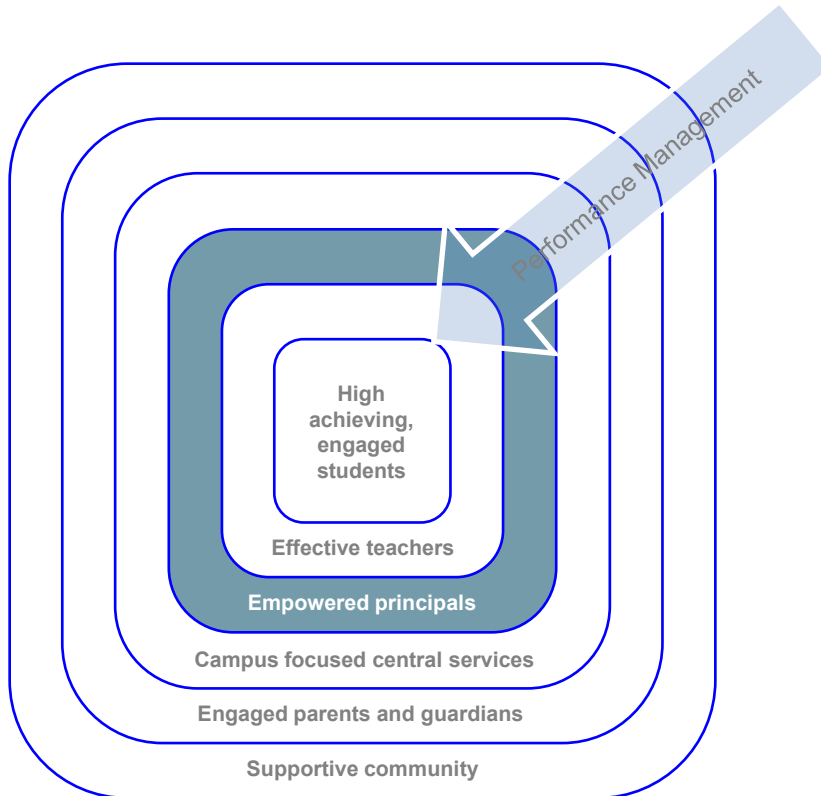 Performance Management
High
achieving,
engaged
students
Effective teachers
Empowered principals
Campus focused central services
Engaged parents and guardians
Supportive community